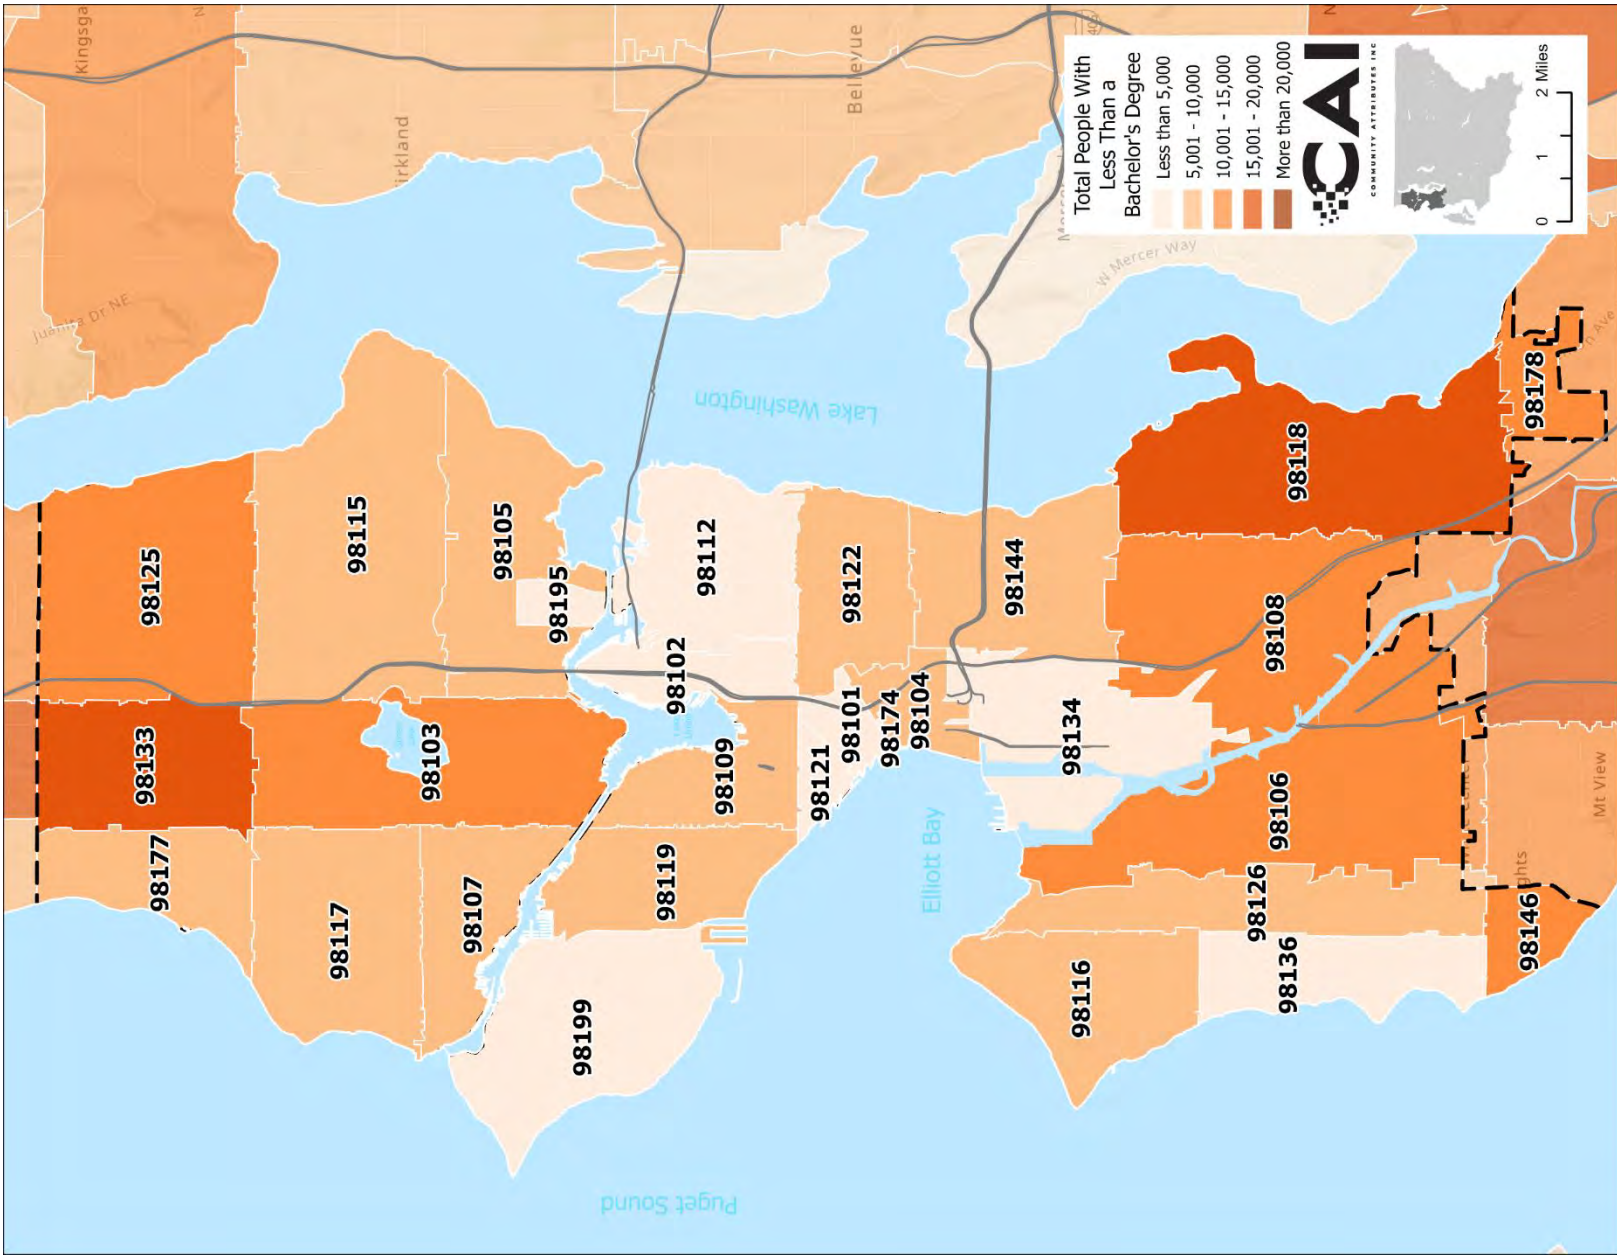 Total People With
Less Than a
Bachelor's Degree
Less than 5,000
5,001 - 10,000
10,001 - 15,000
15,001 - 20,000
More than 20,000
CAI
COMMUNITY ATTRIBUTES INC
0 1 2 Miles
Kingsga
N
Juanita Dr NE
irkland
Bellevue
405
N
W Mercer Way
Lake Washington
Puget Sound
Elliott Bay
Mt View
ghts
98177
98133
98125
98117
98103
98115
98107
98105
98195
98199
98119
98109
98102
98112
98121
98101
98122
98174
98104
98144
98134
98116
98126
98106
98108
98118
98136
98146
98178